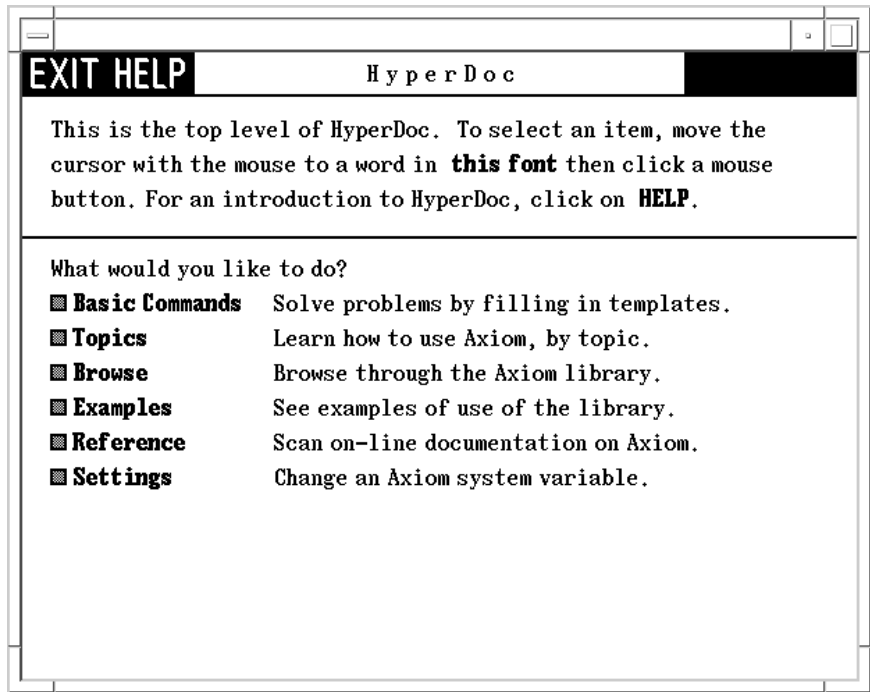 EXIT HELP HyperDoc
This is the top level of HyperDoc. To select an item, move the
cursor with the mouse to a word in this font then click a mouse
button. For an introduction to HyperDoc, click on HELP.
What would you like to do?
Basic Commands Solve problems by filling in templates.
Topics Learn how to use Axiom, by topic.
Browse Browse through the Axiom library.
Examples See examples of use of the library.
Reference Scan on-line documentation on Axiom.
Settings Change an Axiom system variable.